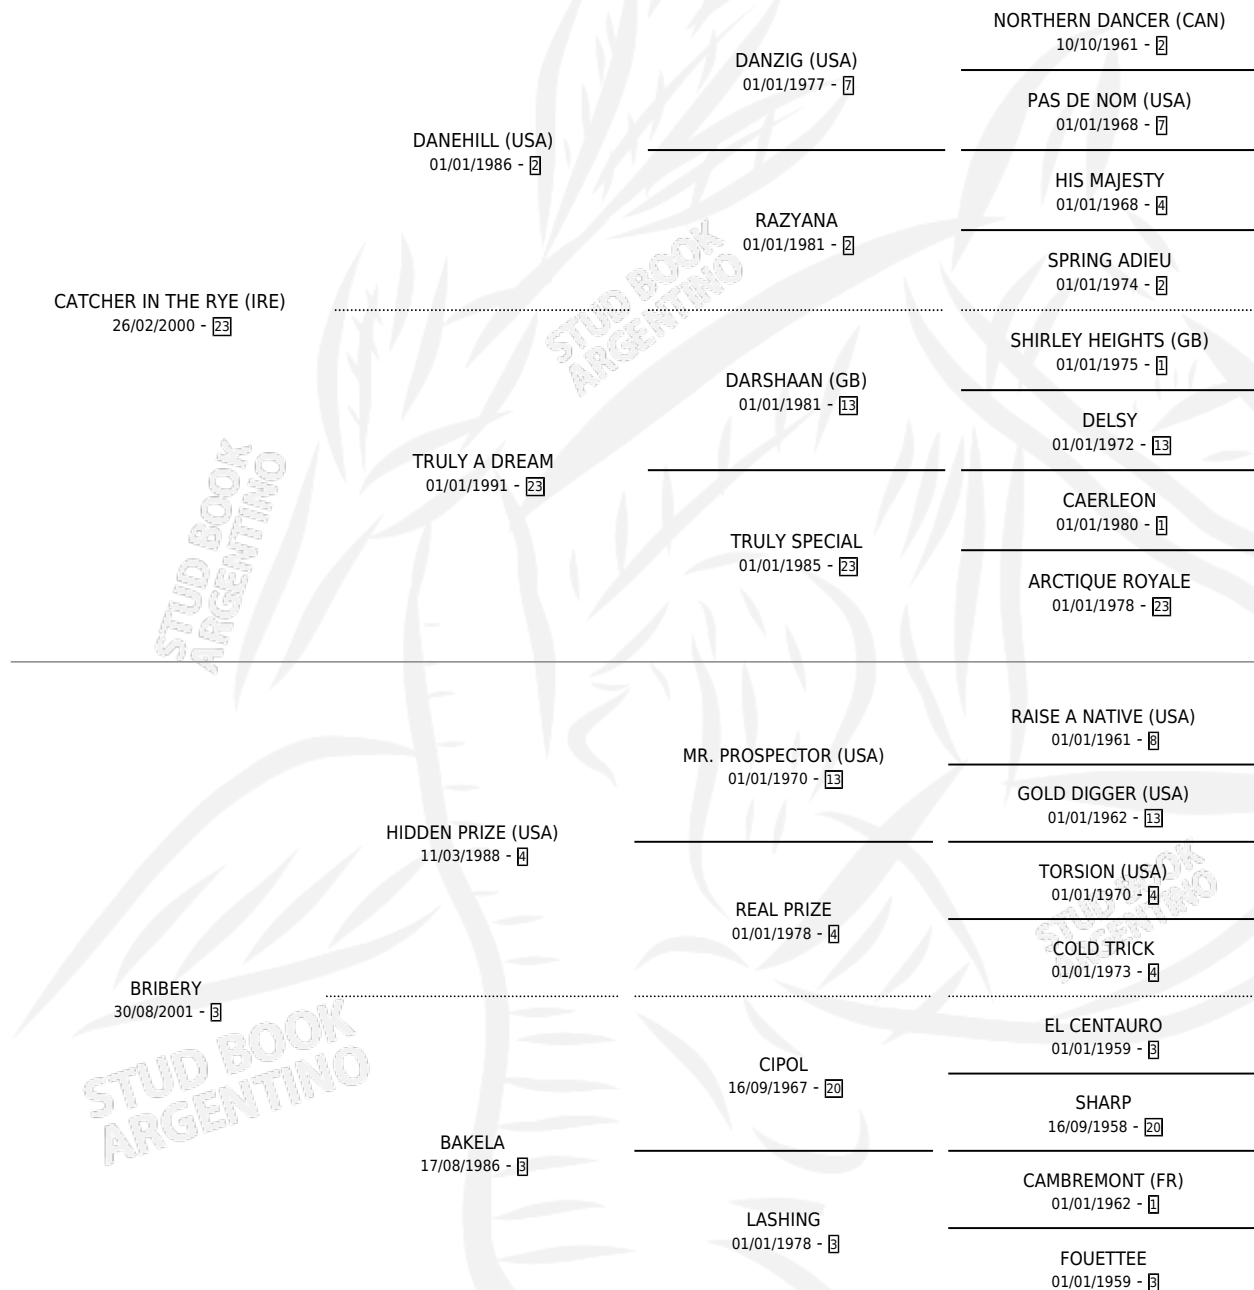 NORTHERN DANCER (CAN)
10/10/1961 - 2
DANZIG (USA)
01/01/1977 - 7
PAS DE NOM (USA)
01/01/1968 - 7
DANEHILL (USA)
01/01/1986 - 2
HIS MAJESTY
01/01/1968 - 4
RAZYANA
01/01/1981 - 2
SPRING ADIEU
01/01/1974 - 2
CATCHER IN THE RYE (IRE)
26/02/2000 - 23
SHIRLEY HEIGHTS (GB)
01/01/1975 - 1
DARSHAAN (GB)
01/01/1981 - 13
DELSY
01/01/1972 - 13
TRULY A DREAM
01/01/1991 - 23
CAERLEON
01/01/1980 - 1
TRULY SPECIAL
01/01/1985 - 23
ARCTIQUE ROYALE
01/01/1978 - 23
RAISE A NATIVE (USA)
01/01/1961 - 8
MR. PROSPECTOR (USA)
01/01/1970 - 13
GOLD DIGGER (USA)
01/01/1962 - 13
HIDDEN PRIZE (USA)
11/03/1988 - 4
TORSION (USA)
01/01/1970 - 4
REAL PRIZE
01/01/1978 - 4
COLD TRICK
01/01/1973 - 4
BRIBERY
30/08/2001 - 3
EL CENTAURO
01/01/1959 - 3
CIPOL
16/09/1967 - 20
SHARP
16/09/1958 - 20
BAKELA
17/08/1986 - 3
CAMBREMONT (FR)
01/01/1962 - 1
LASHING
01/01/1978 - 3
FOUETTEE
01/01/1959 - 3
STUD BOOK
ARGENTINO
STUD BOOK
ARGENTINO
STUD BOOK
ARGENTINO
STUD BOOK
ARGENTINO